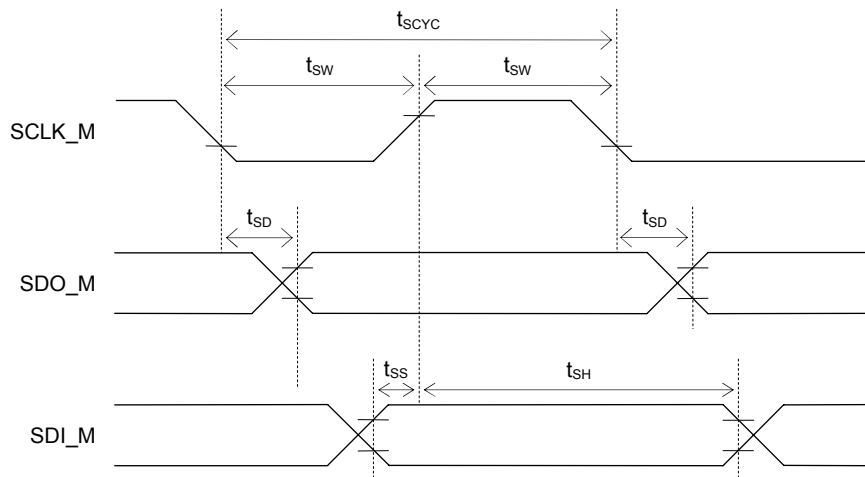 tSCYC
tSW tSW
SCLK_M
tSD tSD
SDO_M
tSS tSH
SDI_M